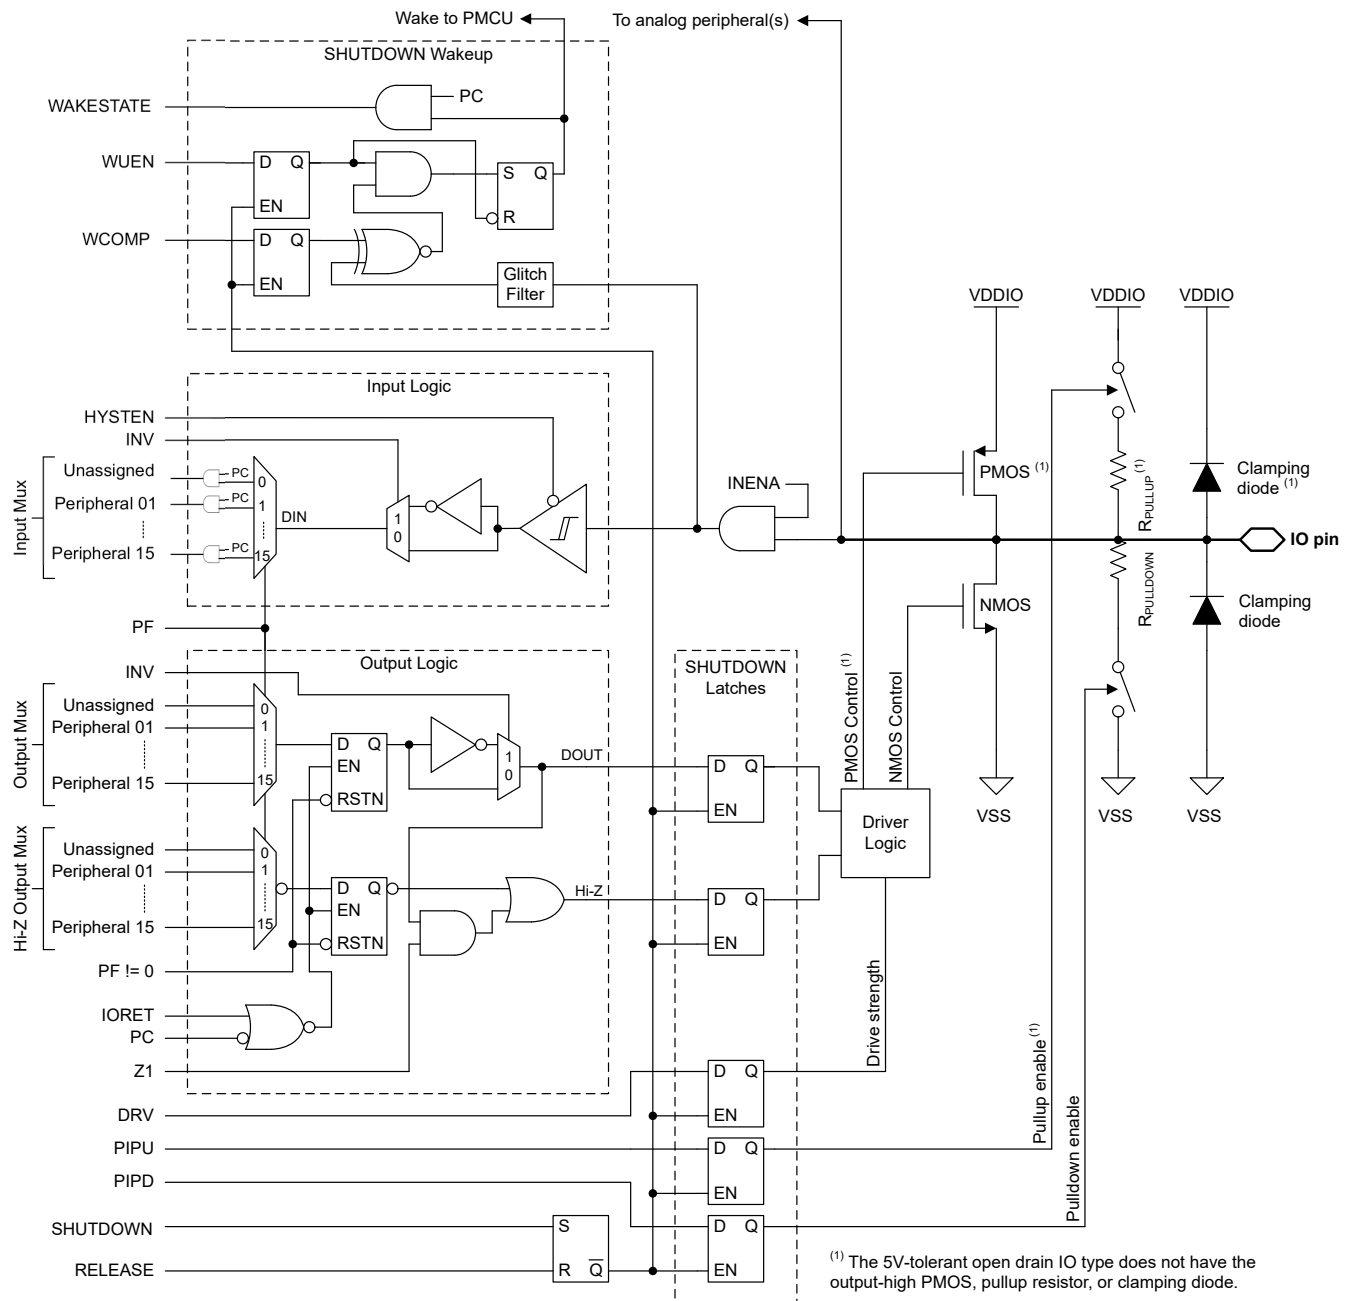 Wake to PMCU
To analog peripheral(s)
SHUTDOWN Wakeup
WAKESTATE
PC
WUEN
D Q
EN
S Q
R
WCOMP
D Q
EN
Glitch
Filter
VDDIO
VDDIO
VDDIO
Input Logic
HYSTEN
INV
Input Mux
Unassigned
PC
0
Peripheral 01
PC
1
Peripheral 15
PC
15
DIN
1
0
INENA
PMOS (1)
RPULLUP (1)
Clamping
diode (1)
IO pin
RPULLDOWN
NMOS
Clamping
diode
PF
Output Logic
INV
SHUTDOWN
Latches
PMOS Control (1)
NMOS Control
Output Mux
Unassigned
0
Peripheral 01
1
Peripheral 15
15
D Q
EN
RSTN
1
0
DOUT
D Q
EN
Driver
Logic
VSS
VSS
VSS
Hi-Z Output Mux
Unassigned
0
Peripheral 01
1
Peripheral 15
15
D Q
EN
RSTN
Hi-Z
D Q
EN
PF != 0
IORET
PC
Z1
Drive strength
D Q
EN
DRV
PIPU
D Q
EN
Pullup enable (1)
PIPD
Pulldown enable
SHUTDOWN
S
D Q
RELEASE
R Q̅
EN
(1) The 5V-tolerant open drain IO type does not have the
output-high PMOS, pullup resistor, or clamping diode.